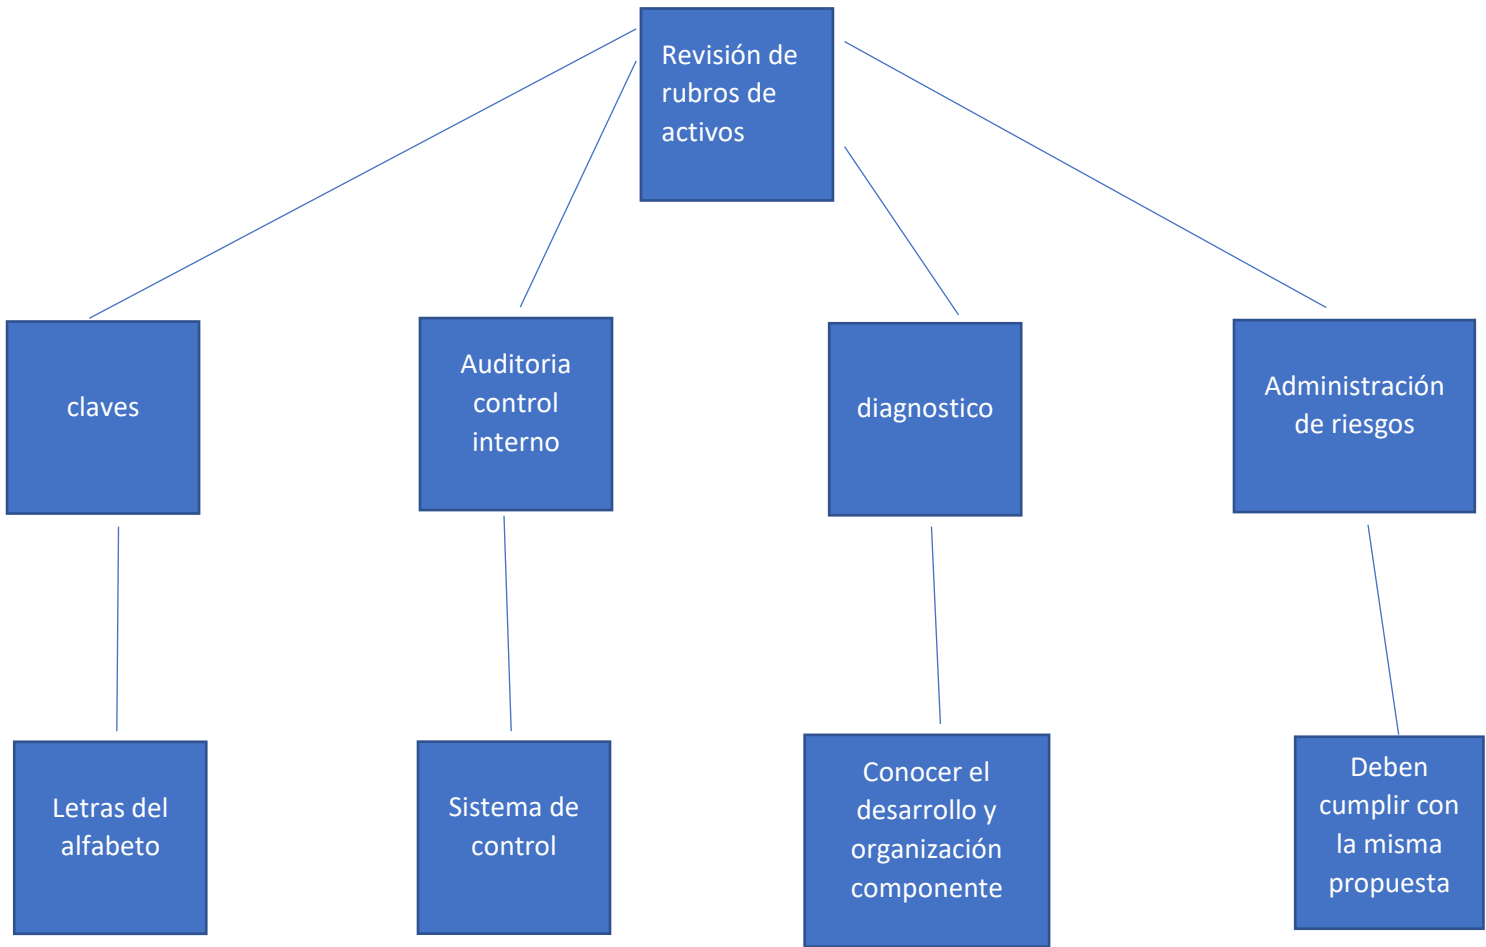 Revisión de
rubros de
activos
claves
Auditoria
control
interno
diagnostico
Administración
de riesgos
Letras del
alfabeto
Sistema de
control
Conocer el
desarrollo y
organización
componente
Deben
cumplir con
la misma
propuesta